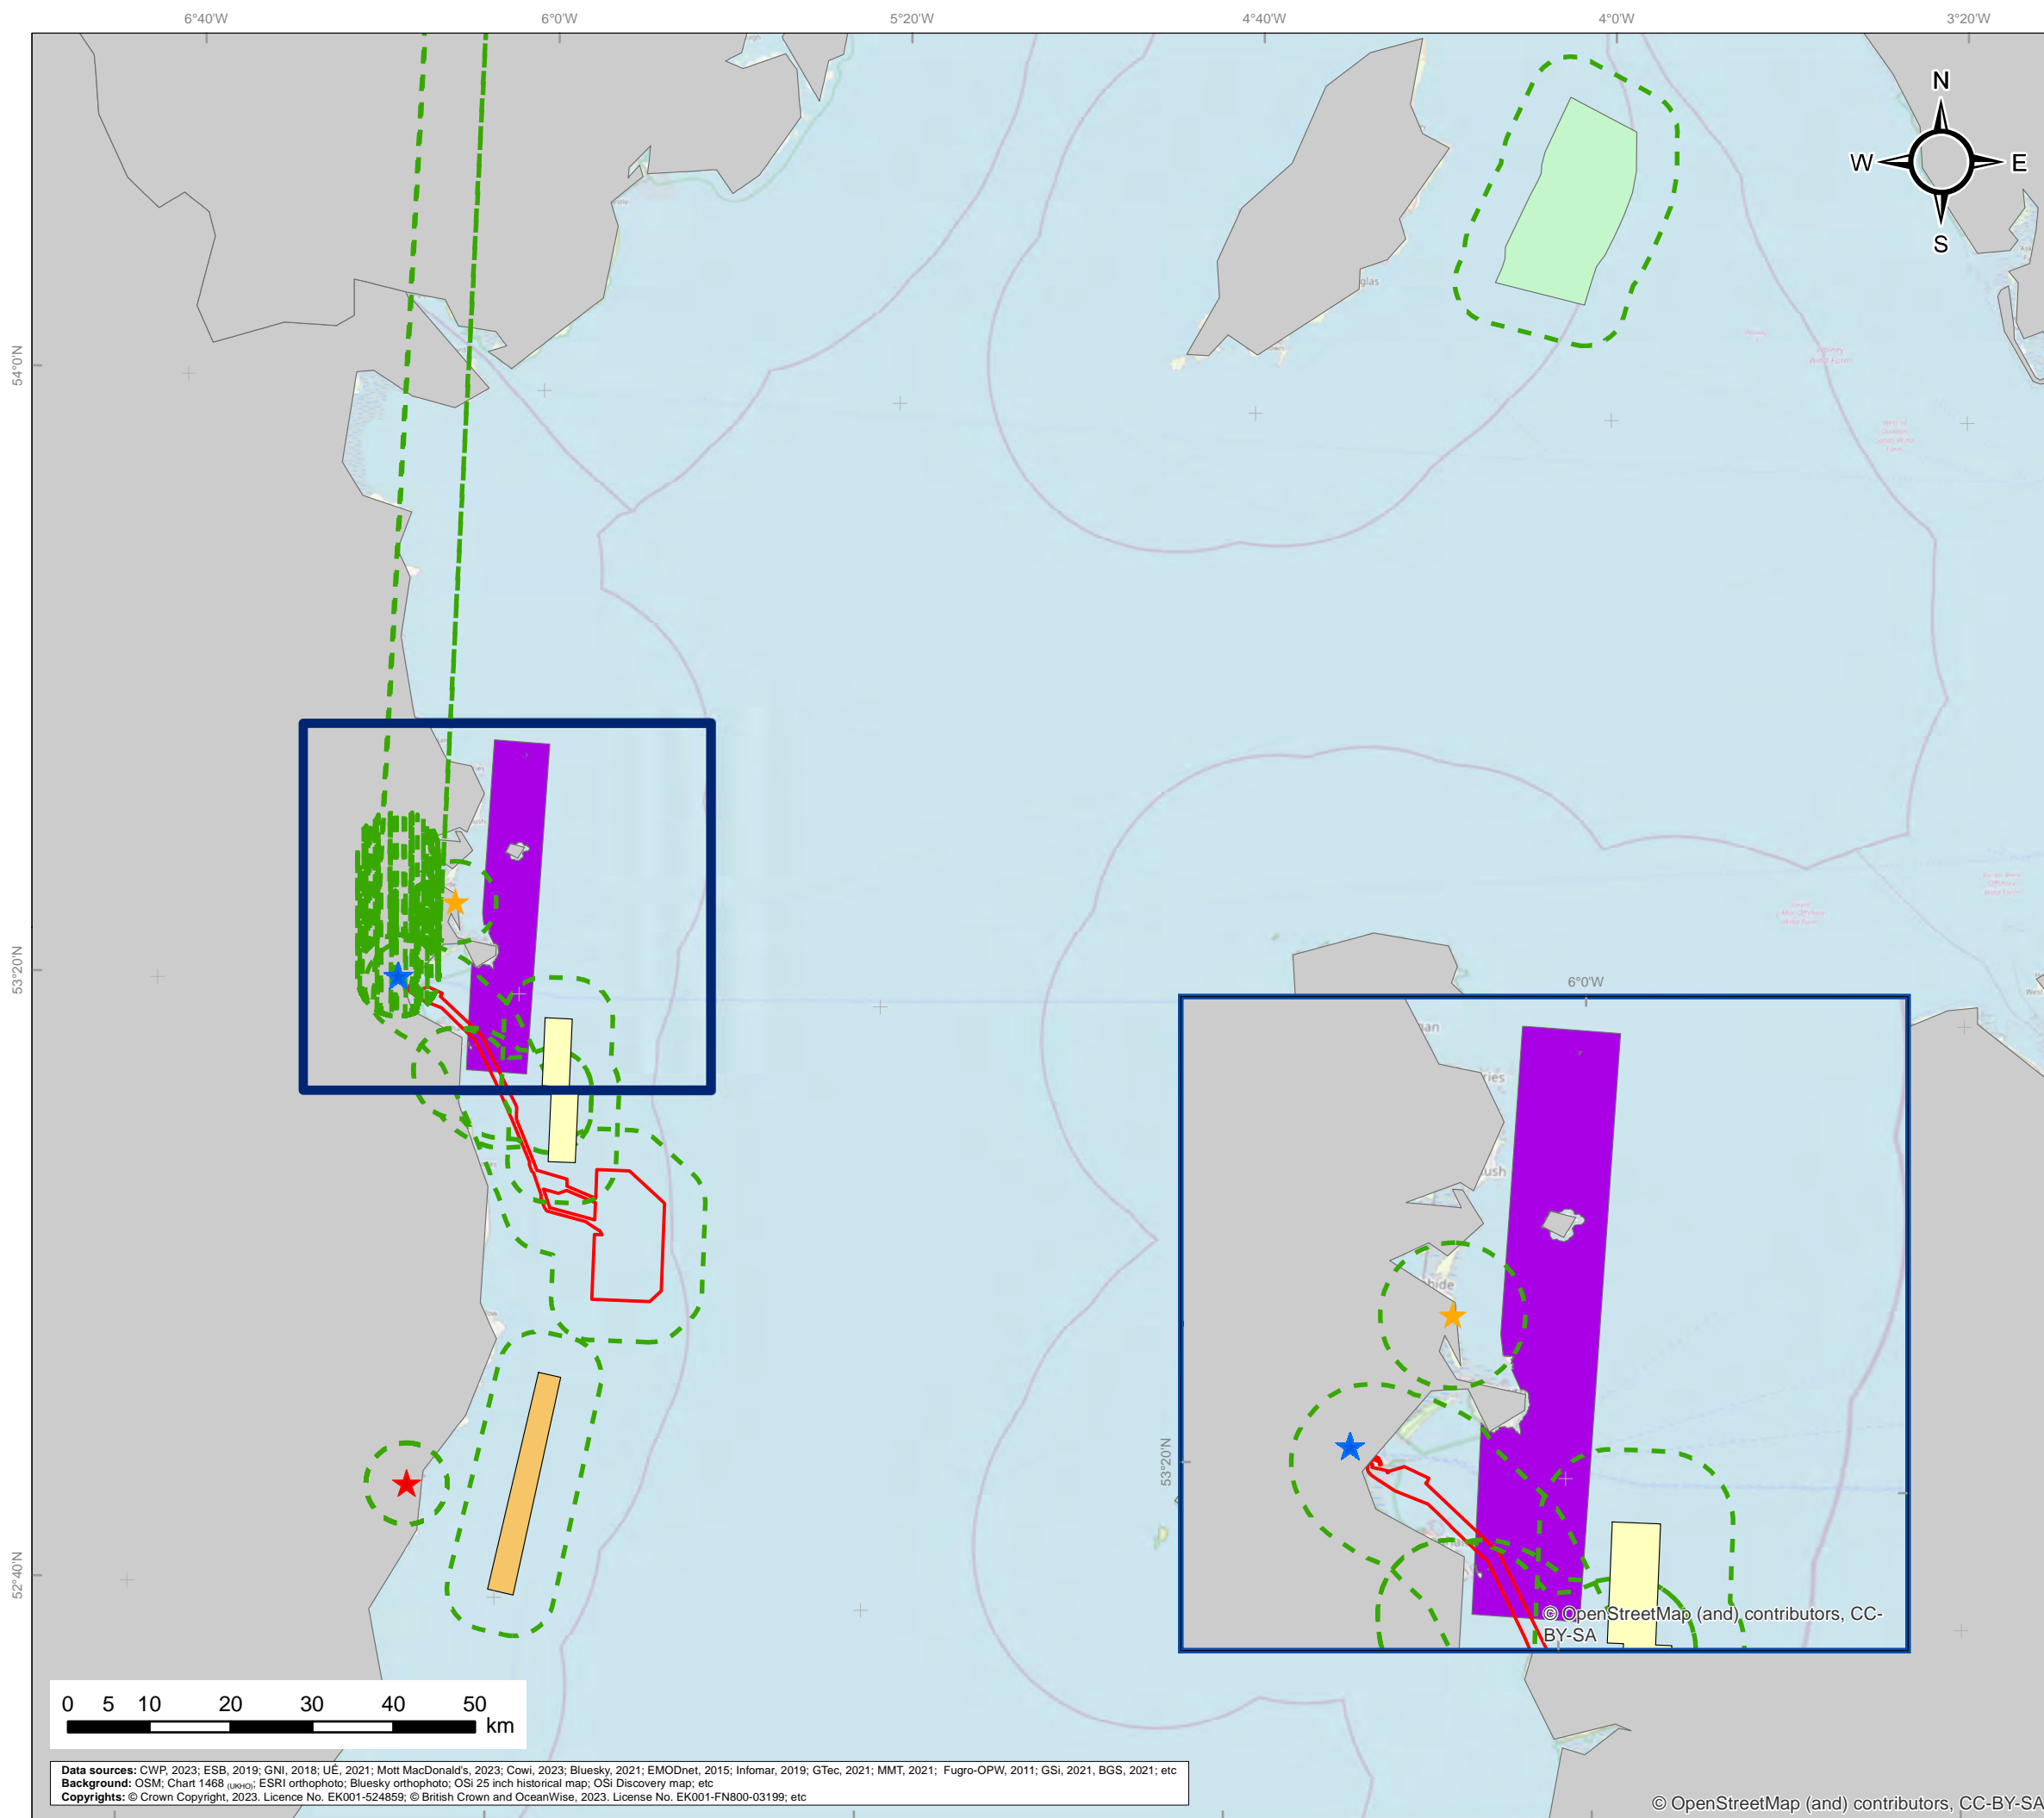 6°40'W 6°0'W 5°20'W 4°40'W 4°0'W 3°20'W
N
W E
S
54°0'N
53°20'N
6°0'W
53°20'N
52°40'N
© OpenStreetMap (and) contributors, CC-
BY-SA
0 5 10 20 30 40 50
km
Data sources: CWP, 2023; ESB, 2019; GNI, 2018; UÉ, 2021; Mott MacDonald's, 2023; Cowi, 2023; Bluesky, 2021; EMODnet, 2015; Infomar, 2019; GTec, 2021; MMT, 2021; Fugro-OPW, 2011; GSi, 2021, BGS, 2021; etc
Background: OSM; Chart 1468 (UKHO); ESRI orthophoto; Bluesky orthophoto; OSi 25 inch historical map; OSi Discovery map; etc
Copyrights: © Crown Copyright, 2023. Licence No. EK001-524859; © British Crown and OceanWise, 2023. License No. EK001-FN800-03199; etc
© OpenStreetMap (and) contributors, CC-BY-SA